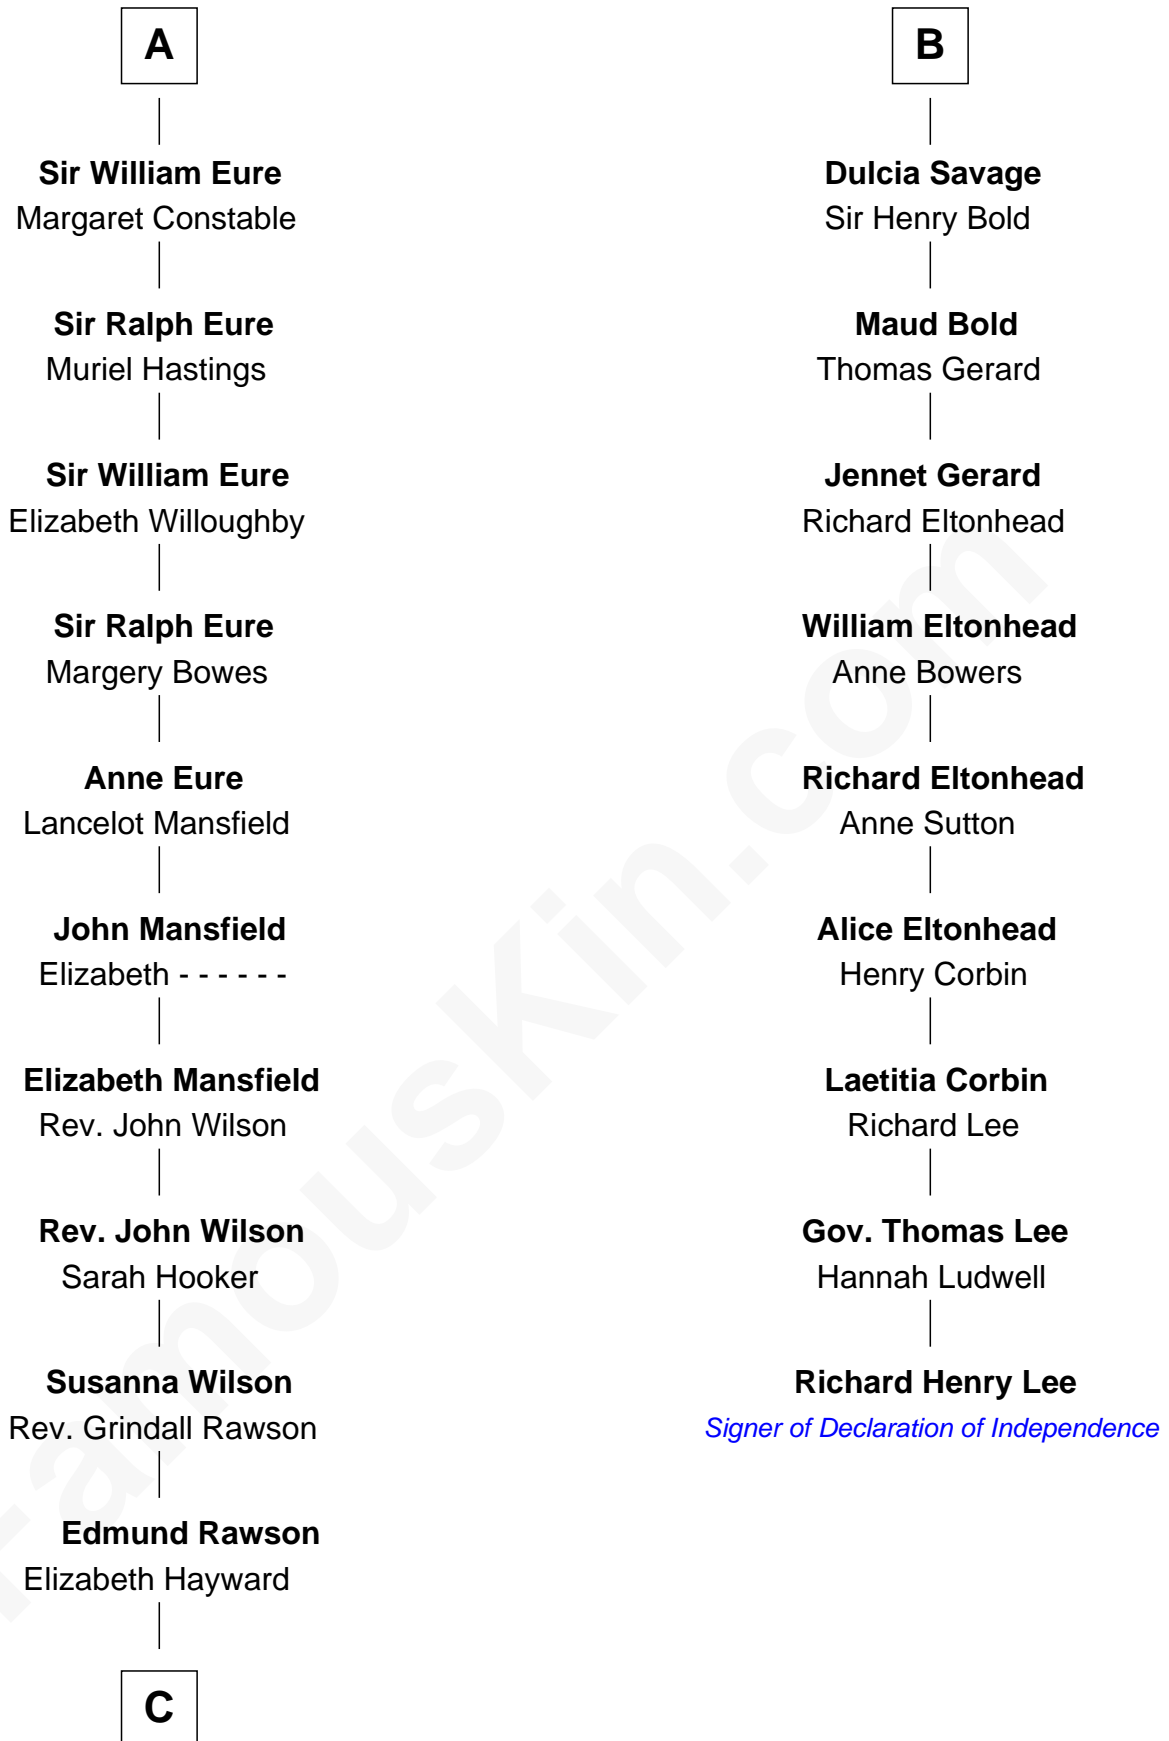 A
Sir William Eure
Margaret Constable
Sir Ralph Eure
Muriel Hastings
Sir William Eure
Elizabeth Willoughby
Sir Ralph Eure
Margery Bowes
Anne Eure
Lancelot Mansfield
John Mansfield
Elizabeth - - - - - -
Elizabeth Mansfield
Rev. John Wilson
Rev. John Wilson
Sarah Hooker
Susanna Wilson
Rev. Grindall Rawson
Edmund Rawson
Elizabeth Hayward
C
B
Dulcia Savage
Sir Henry Bold
Maud Bold
Thomas Gerard
Jennet Gerard
Richard Eltonhead
William Eltonhead
Anne Bowers
Richard Eltonhead
Anne Sutton
Alice Eltonhead
Henry Corbin
Laetitia Corbin
Richard Lee
Gov. Thomas Lee
Hannah Ludwell
Richard Henry Lee
Signer of Declaration of Independence
FamousKin.com